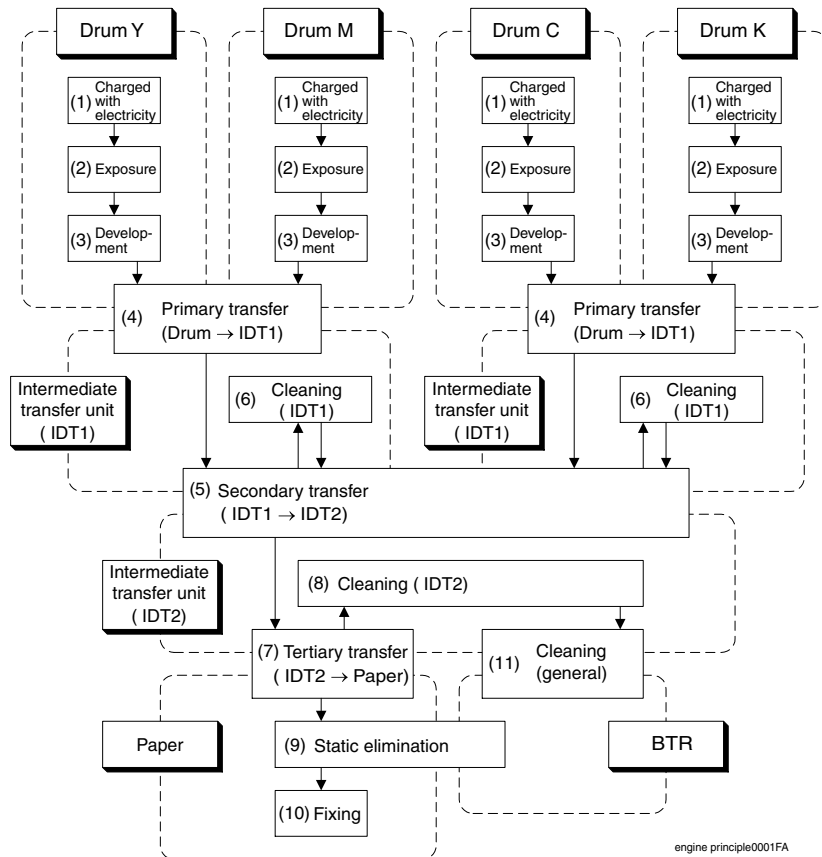 Drum Y
Drum M
Drum C
Drum K
(1) Charged
with
electricity
(1) Charged
with
electricity
(1) Charged
with
electricity
(1) Charged
with
electricity
(2) Exposure
(2) Exposure
(2) Exposure
(2) Exposure
(3) Develop-
ment
(3) Develop-
ment
(3) Develop-
ment
(3) Develop-
ment
(4) Primary transfer
(Drum → IDT1)
(4) Primary transfer
(Drum → IDT1)
Intermediate
transfer unit
( IDT1)
(6) Cleaning
( IDT1)
Intermediate
transfer unit
( IDT1)
(6) Cleaning
( IDT1)
(5) Secondary transfer
( IDT1 → IDT2)
Intermediate
transfer unit
( IDT2)
(8) Cleaning ( IDT2)
(7) Tertiary transfer
( IDT2 → Paper)
(11) Cleaning
(general)
Paper
(9) Static elimination
BTR
(10) Fixing
engine principle0001FA